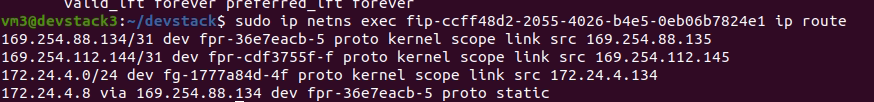 valid_lft forever preferred_lft forever
vm3@devstack3:~/devstack$ sudo ip netns exec fip-ccff48d2-2055-4026-b4e5-0eb06b7824e1 ip route
169.254.88.134/31 dev fpr-36e7eacb-5 proto kernel scope link src 169.254.88.135
169.254.112.144/31 dev fpr-cdf3755f-f proto kernel scope link src 169.254.112.145
172.24.4.0/24 dev fg-1777a84d-4f proto kernel scope link src 172.24.4.134
172.24.4.8 via 169.254.88.134 dev fpr-36e7eacb-5 proto static